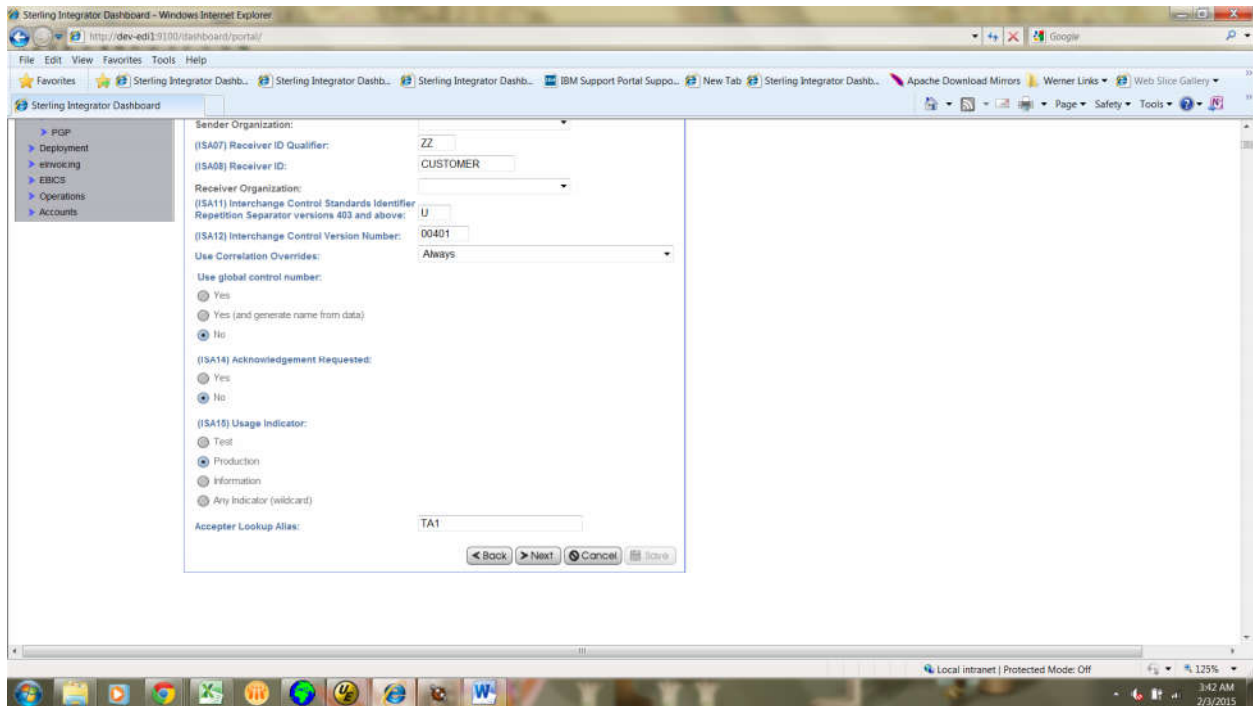 Sterling Integrator Dashboard - Windows Internet Explorer
http://dev-edi1:9100/dashboard/portal/
Google
File Edit View Favorites Tools Help
Favorites Sterling Integrator Dashb... Sterling Integrator Dashb... Sterling Integrator Dashb... IBM Support Portal Suppo... New Tab Sterling Integrator Dashb... Apache Download Mirrors Werner Links Web Slice Gallery
Sterling Integrator Dashboard
Page Safety Tools
PGP
Deployment
eInvoicing
EBICS
Operations
Accounts
Sender Organization:
(ISA07) Receiver ID Qualifier: ZZ
(ISA08) Receiver ID: CUSTOMER
Receiver Organization:
(ISA11) Interchange Control Standards Identifier
Repetition Separator versions 403 and above: U
(ISA12) Interchange Control Version Number: 00401
Use Correlation Overrides: Always
Use global control number:
Yes
Yes (and generate name from data)
No
(ISA14) Acknowledgement Requested:
Yes
No
(ISA15) Usage Indicator:
Test
Production
Information
Any Indicator (wildcard)
Accepter Lookup Alias: TA1
Back Next Cancel Save
Local intranet | Protected Mode: Off
125%
3:42 AM
2/3/2015